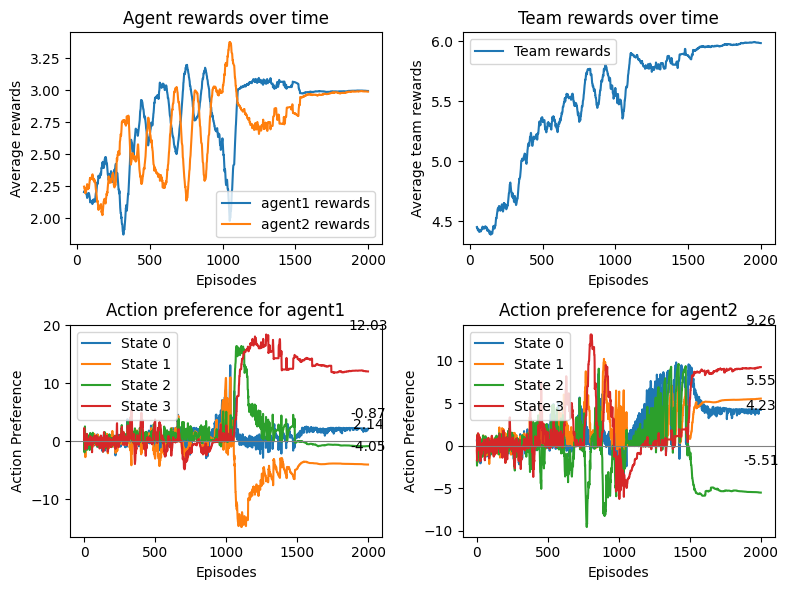 Agent rewards over time
Average rewards
3.25
3.00
2.75
2.50
2.25
2.00
agent1 rewards
agent2 rewards
0 500 1000 1500 2000
Episodes
Team rewards over time
Average team rewards
6.0
5.5
5.0
4.5
Team rewards
0 500 1000 1500 2000
Episodes
Action preference for agent1
Action Preference
20
10
0
−10
State 0
State 1
State 2
State 3
12.03
-0.87
2.14
-4.05
0 500 1000 1500 2000
Episodes
Action preference for agent2
Action Preference
10
5
0
−5
−10
State 0
State 1
State 2
State 3
9.26
5.55
4.23
-5.51
0 500 1000 1500 2000
Episodes